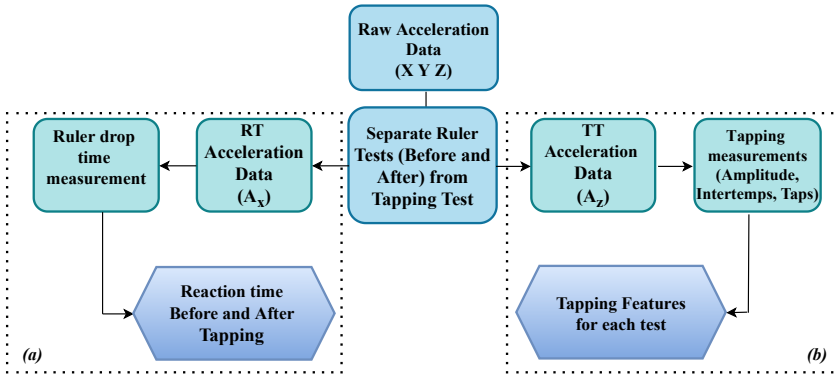 Raw Acceleration
Data
(X Y Z)
Ruler drop
time
measurement
RT
Acceleration
Data
(Ax)
Separate Ruler
Tests (Before and
After) from
Tapping Test
TT
Acceleration
Data
(Az)
Tapping
measurements
(Amplitude,
Intertemps, Taps)
Reaction time
Before and After
Tapping
Tapping Features
for each test
(a)
(b)